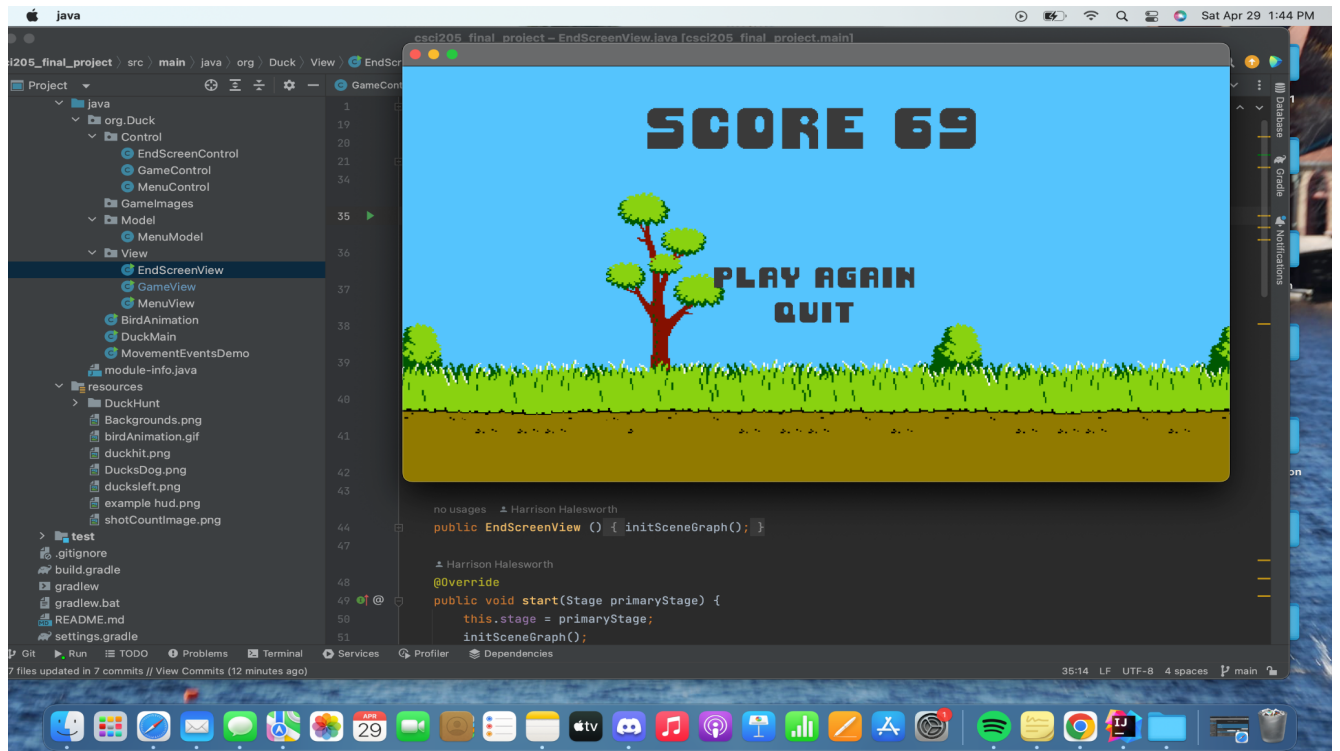 java
Sat Apr 29 1:44 PM
csci205_final_project – EndScreenView.java [csci205_final_project.main]
i205_final_project 〉 src 〉 main 〉 java 〉 org 〉 Duck 〉 View 〉 EndScr
Project
GameCont
java
org.Duck
Control
EndScreenControl
GameControl
MenuControl
GameImages
Model
MenuModel
View
EndScreenView
GameView
MenuView
BirdAnimation
DuckMain
MovementEventsDemo
module-info.java
resources
DuckHunt
Backgrounds.png
birdAnimation.gif
duckhit.png
DucksDog.png
ducksleft.png
example hud.png
shotCountImage.png
test
.gitignore
build.gradle
gradlew
gradlew.bat
README.md
settings.gradle
1
19
20
21
34
35
36
37
38
39
40
41
42
43
SCORE 69
PLAY AGAIN
QUIT
no usages Harrison Halesworth
44 public EndScreenView () { initSceneGraph(); }
47
Harrison Halesworth
48 @Override
49 @ public void start(Stage primaryStage) {
50 this.stage = primaryStage;
51 initSceneGraph();
Database
Gradle
Notifications
Git Run TODO Problems Terminal Services Profiler Dependencies
7 files updated in 7 commits // View Commits (12 minutes ago)
35:14 LF UTF-8 4 spaces main
APR
29
tv
1
IJ